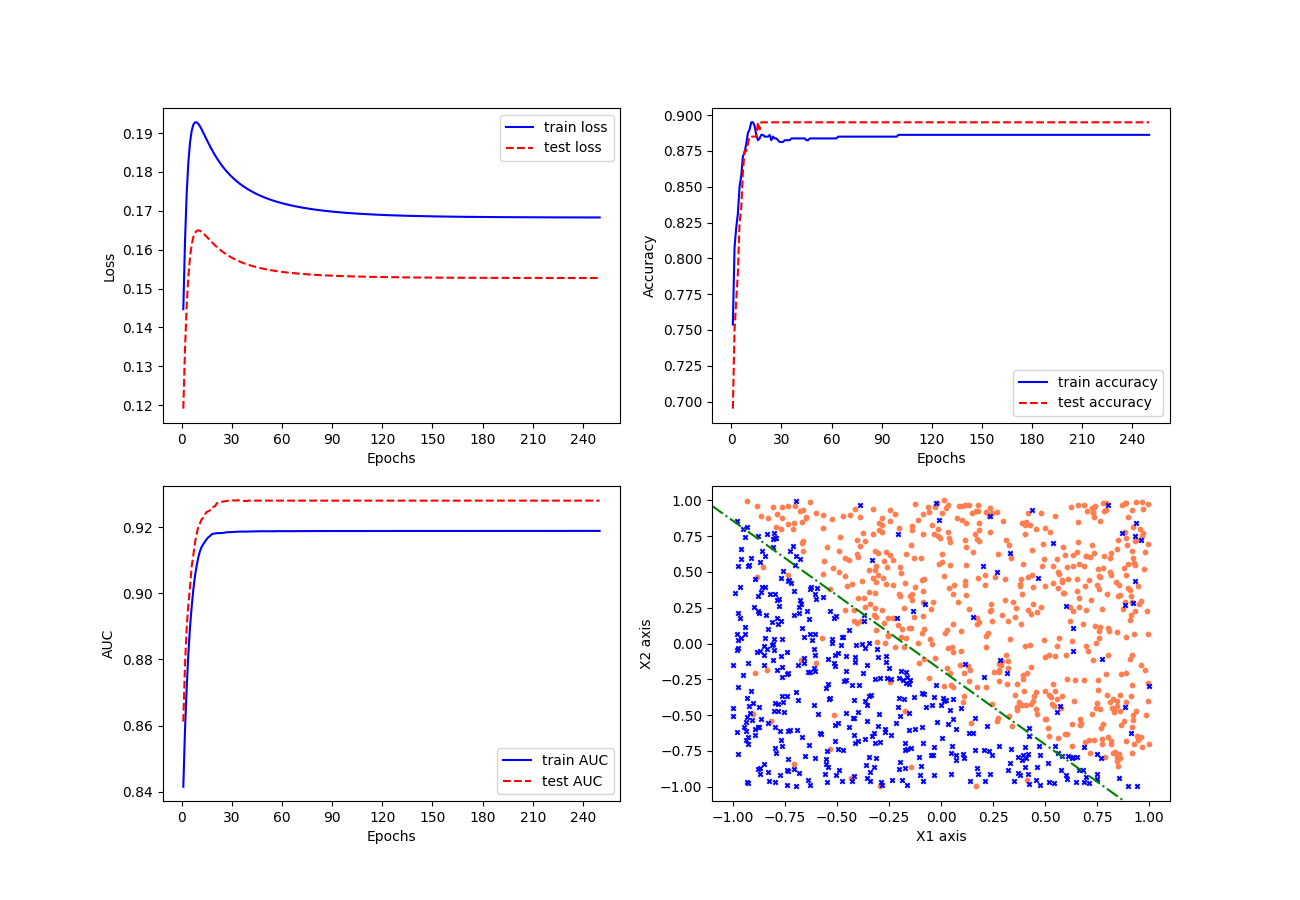 0.19
0.18
0.17
0.16
0.15
0.14
0.13
0.12
Loss
train loss
test loss
0 30 60 90 120 150 180 210 240
Epochs
0.900
0.875
0.850
0.825
0.800
0.775
0.750
0.725
0.700
Accuracy
train accuracy
test accuracy
0 30 60 90 120 150 180 210 240
Epochs
0.92
0.90
0.88
0.86
0.84
AUC
train AUC
test AUC
0 30 60 90 120 150 180 210 240
Epochs
1.00
0.75
0.50
0.25
0.00
−0.25
−0.50
−0.75
−1.00
X2 axis
−1.00 −0.75 −0.50 −0.25 0.00 0.25 0.50 0.75 1.00
X1 axis